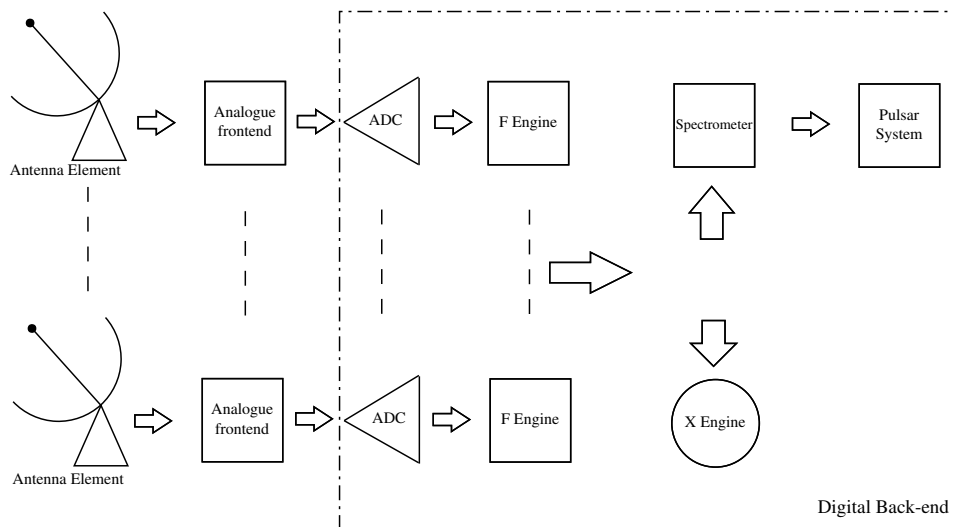 Antenna Element
Analogue
frontend
ADC
F Engine
Spectrometer
Pulsar
System
Antenna Element
Analogue
frontend
ADC
F Engine
X Engine
Digital Back-end